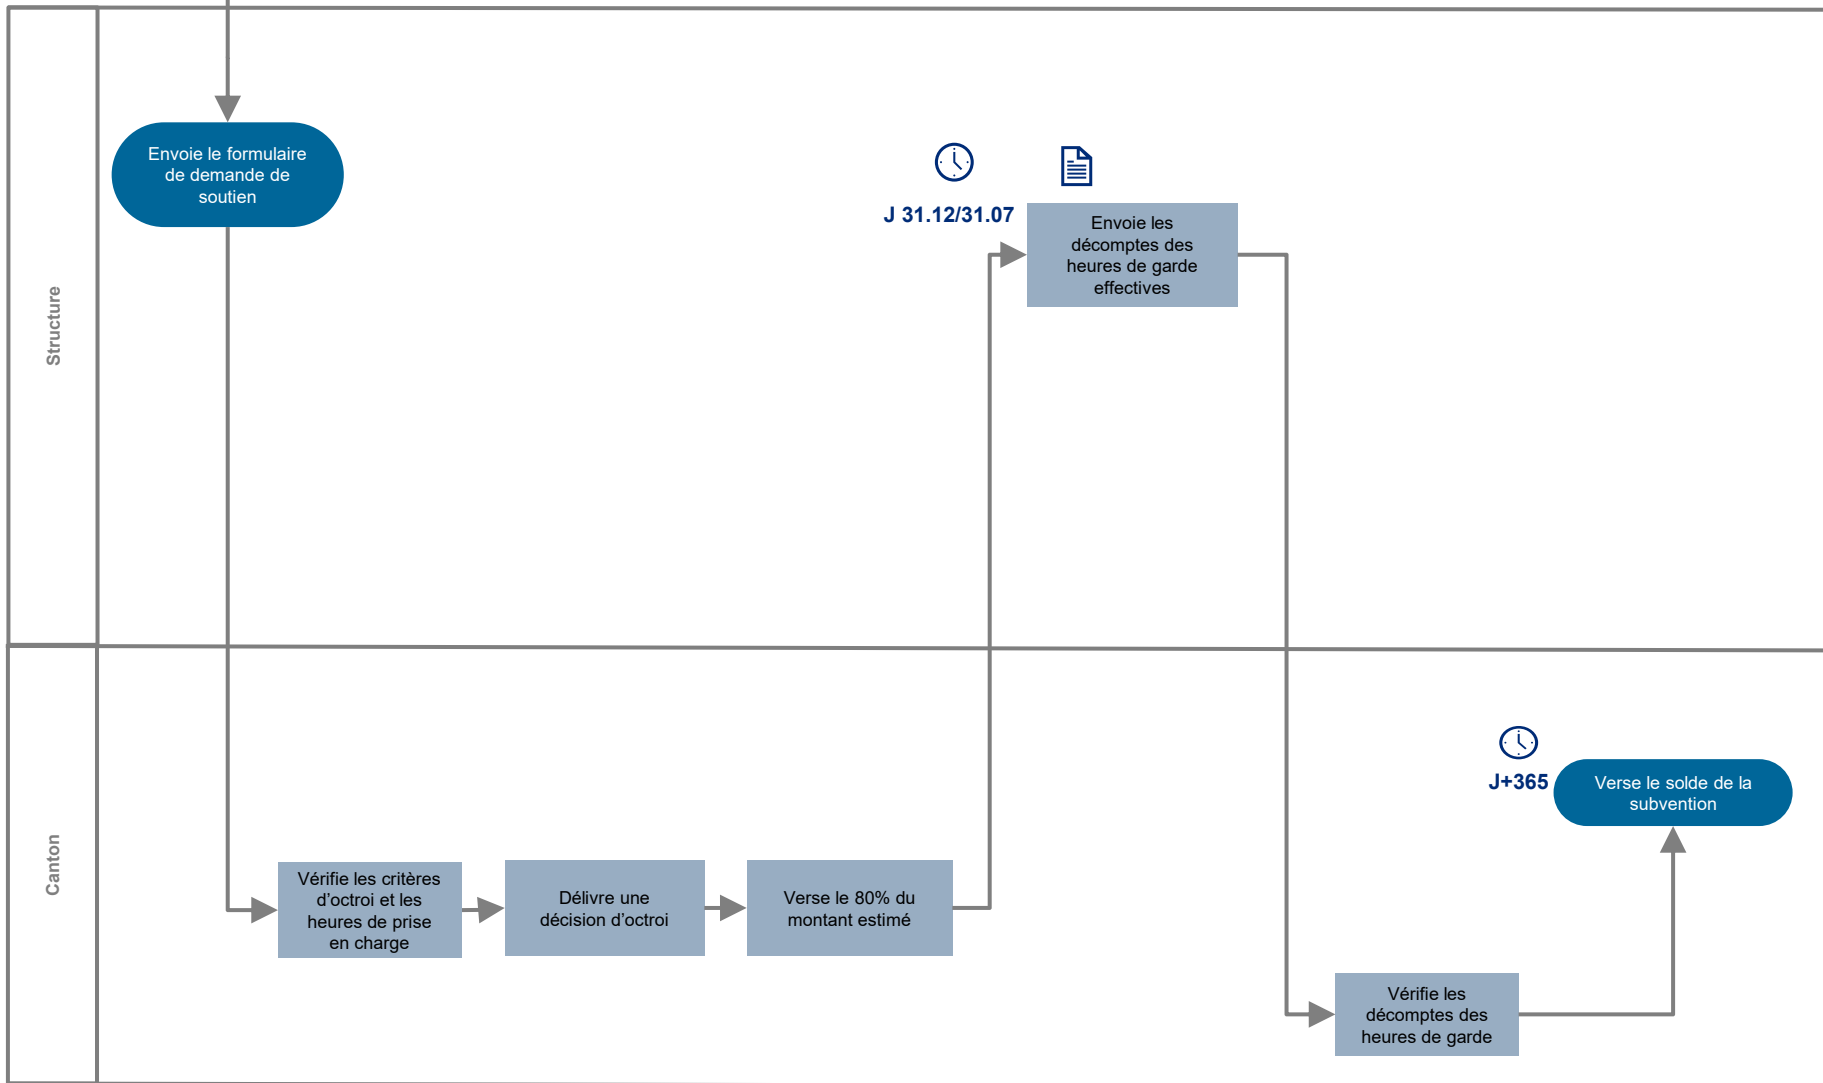 Structure
Envoie le formulaire
de demande de
soutien
J 31.12/31.07
Envoie les
décomptes des
heures de garde
effectives
Canton
Vérifie les critères
d’octroi et les
heures de prise
en charge
Délivre une
décision d’octroi
Verse le 80% du
montant estimé
Vérifie les
décomptes des
heures de garde
J+365
Verse le solde de la
subvention